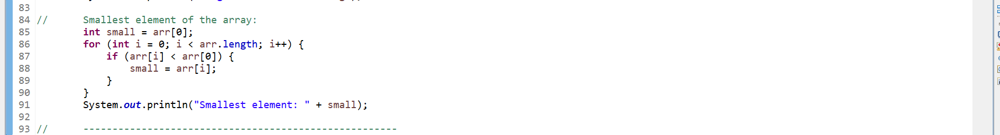 83
84 //      Smallest element of the array:
85         int small = arr[0];
86         for (int i = 0; i < arr.length; i++) {
87             if (arr[i] < arr[0]) {
88                 small = arr[i];
89             }
90         }
91         System.out.println("Smallest element: " + small);
92
93 //      ------------------------------------------------------